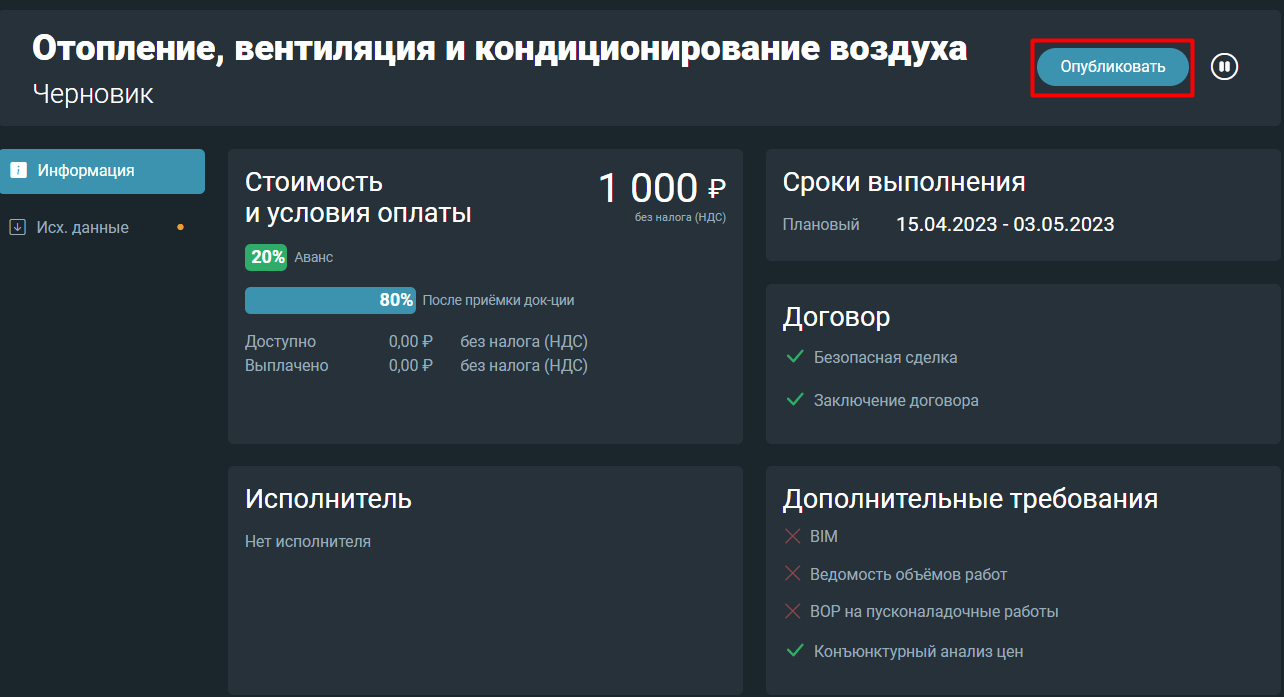 Отопление, вентиляция и кондиционирование воздуха
Черновик
Опубликовать
Информация
Исх. данные
Стоимость
и условия оплаты
1 000 ₽
без налога (НДС)
20% Аванс
80% После приёмки док-ции
Доступно 0,00 ₽ без налога (НДС)
Выплачено 0,00 ₽ без налога (НДС)
Сроки выполнения
Плановый 15.04.2023 - 03.05.2023
Договор
Безопасная сделка
Заключение договора
Исполнитель
Нет исполнителя
Дополнительные требования
BIM
Ведомость объёмов работ
ВОР на пусконаладочные работы
Конъюнктурный анализ цен